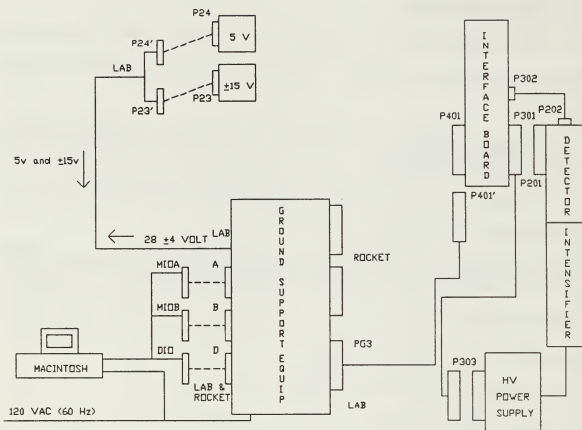 P24
5 V
P24'
LAB
±15 V
P23'
P23
5v and ±15v
28 ±4 VOLT
LAB
MIOA
A
MIOB
B
DIO
D
LAB &
ROCKET
MACINTOSH
120 VAC (60 Hz)
GROUND SUPPORT EQUIP
ROCKET
PG3
LAB
INTERFACE BOARD
P302
P202
P401
P301
P201
P401'
DETECTOR
INTENSIFIER
P303
HV
POWER
SUPPLY